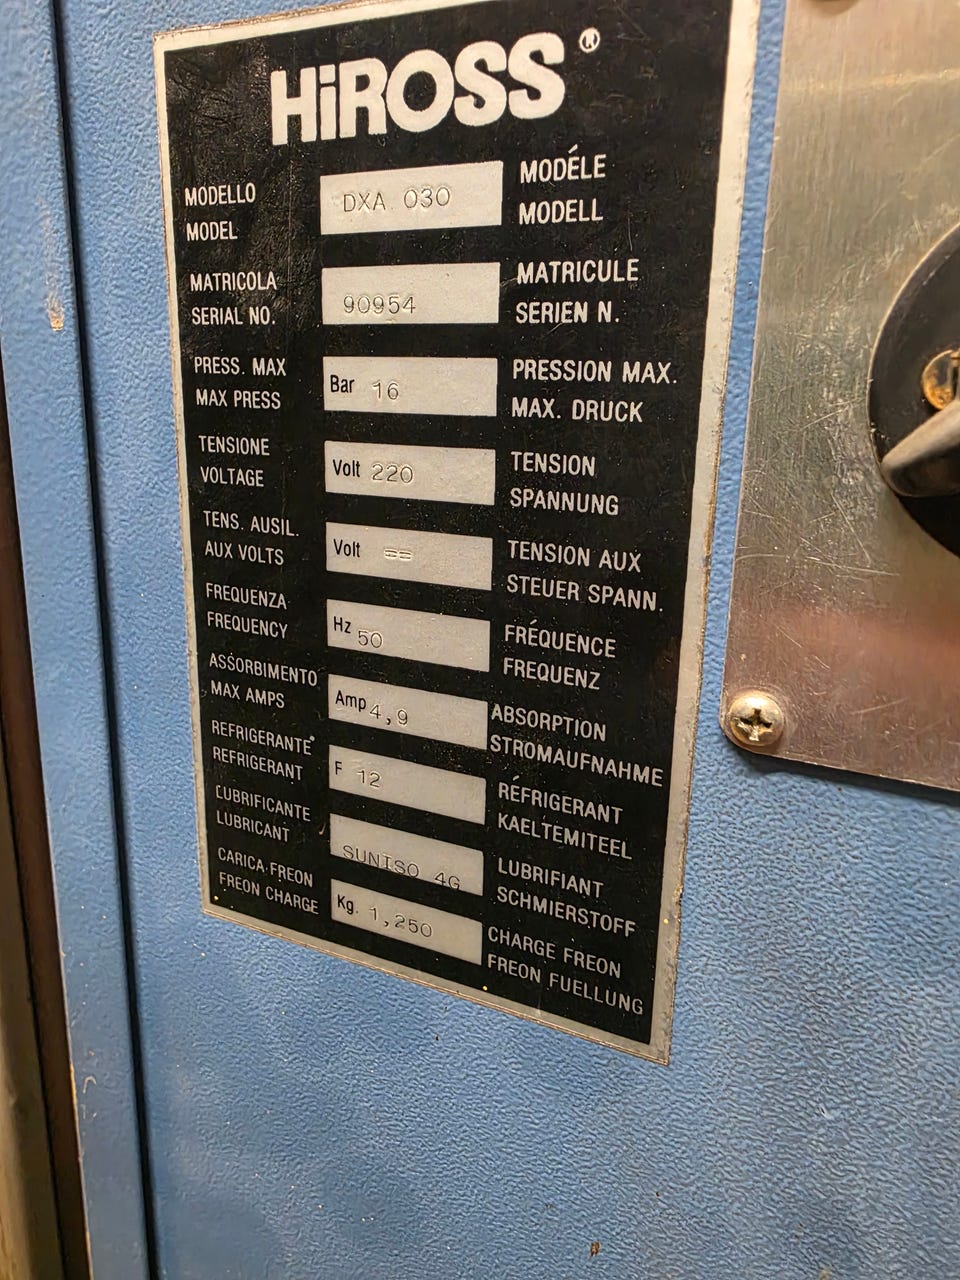 HiROSS®
MODELLO DXA 030 MODÉLE
MODEL MODELL
MATRICOLA 90954 MATRICULE
SERIAL NO. SERIEN N.
PRESS. MAX Bar 16 PRESSION MAX.
MAX PRESS MAX. DRUCK
TENSIONE Volt 220 TENSION
VOLTAGE SPANNUNG
TENS. AUSIL. Volt == TENSION AUX
AUX VOLTS STEUER SPANN.
FREQUENZA Hz 50 FRÉQUENCE
FREQUENCY FREQUENZ
ASSORBIMENTO Amp 4,9 ABSORPTION
MAX AMPS STROMAUFNAHME
REFRIGERANTE F 12 RÉFRIGERANT
REFRIGERANT KAELTEMITEEL
LUBRIFICANTE SUNISO 4G LUBRIFIANT
LUBRICANT SCHMIERSTOFF
CARICA FREON Kg. 1,250 CHARGE FREON
FREON CHARGE FREON FUELLUNG